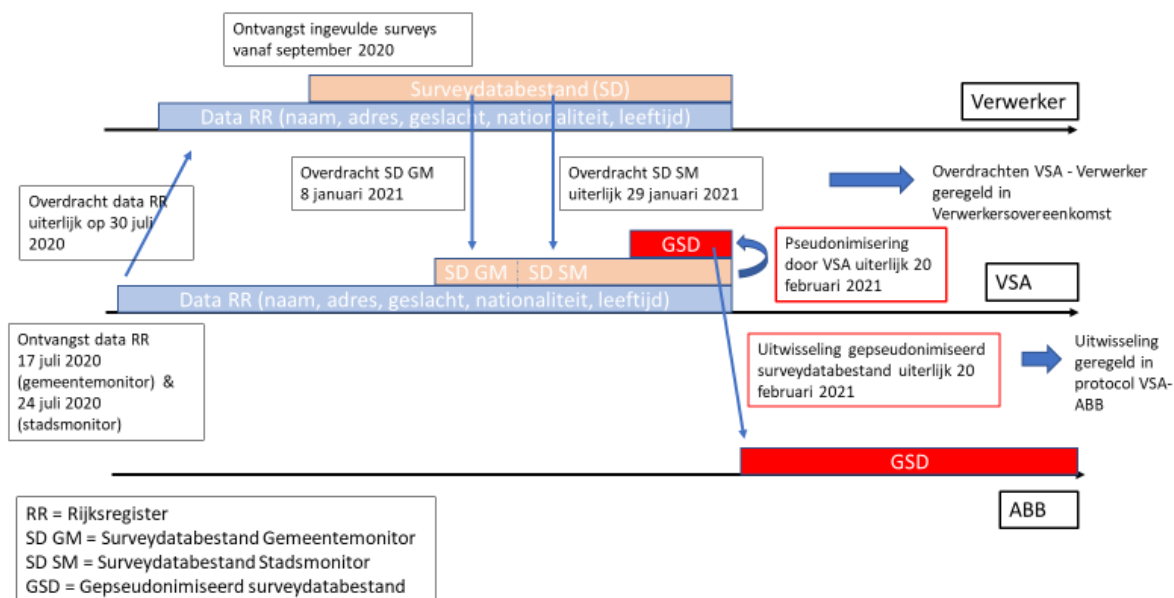 Ontvangst ingevulde surveys
vanaf september 2020
Surveydatabestand (SD)
Verwerker
Data RR (naam, adres, geslacht, nationaliteit, leeftijd)
Overdracht data RR
uiterlijk op 30 juli
2020
Overdracht SD GM
8 januari 2021
Overdracht SD SM
uiterlijk 29 januari 2021
Overdrachten VSA - Verwerker
geregeld in
Verwerkersovereenkomst
GSD
Pseudonimisering
door VSA uiterlijk 20
februari 2021
SD GM
SD SM
VSA
Data RR (naam, adres, geslacht, nationaliteit, leeftijd)
Ontvangst data RR
17 juli 2020
(gemeentemonitor) &
24 juli 2020
(stadsmonitor)
Uitwisseling gepseudonimiseerd
surveydatabestand uiterlijk 20
februari 2021
Uitwisseling
geregeld in
protocol VSA-
ABB
GSD
ABB
RR = Rijksregister
SD GM = Surveydatabestand Gemeentemonitor
SD SM = Surveydatabestand Stadsmonitor
GSD = Gepseudonimiseerd surveydatabestand